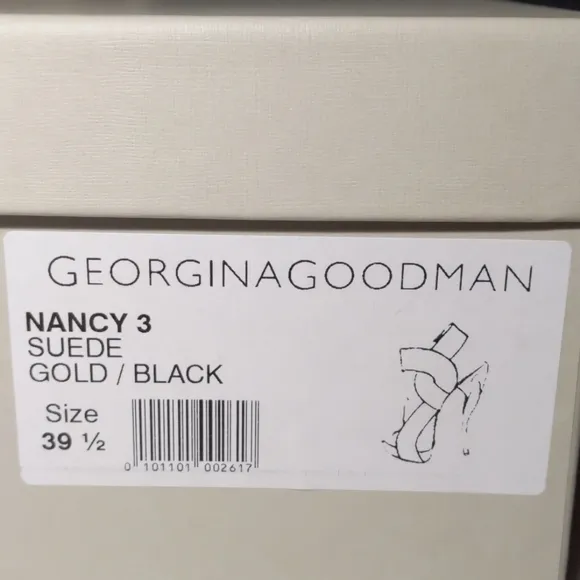 GEORGINAGOODMAN
NANCY 3
SUEDE
GOLD / BLACK
Size
39 ½
0 101101 002617